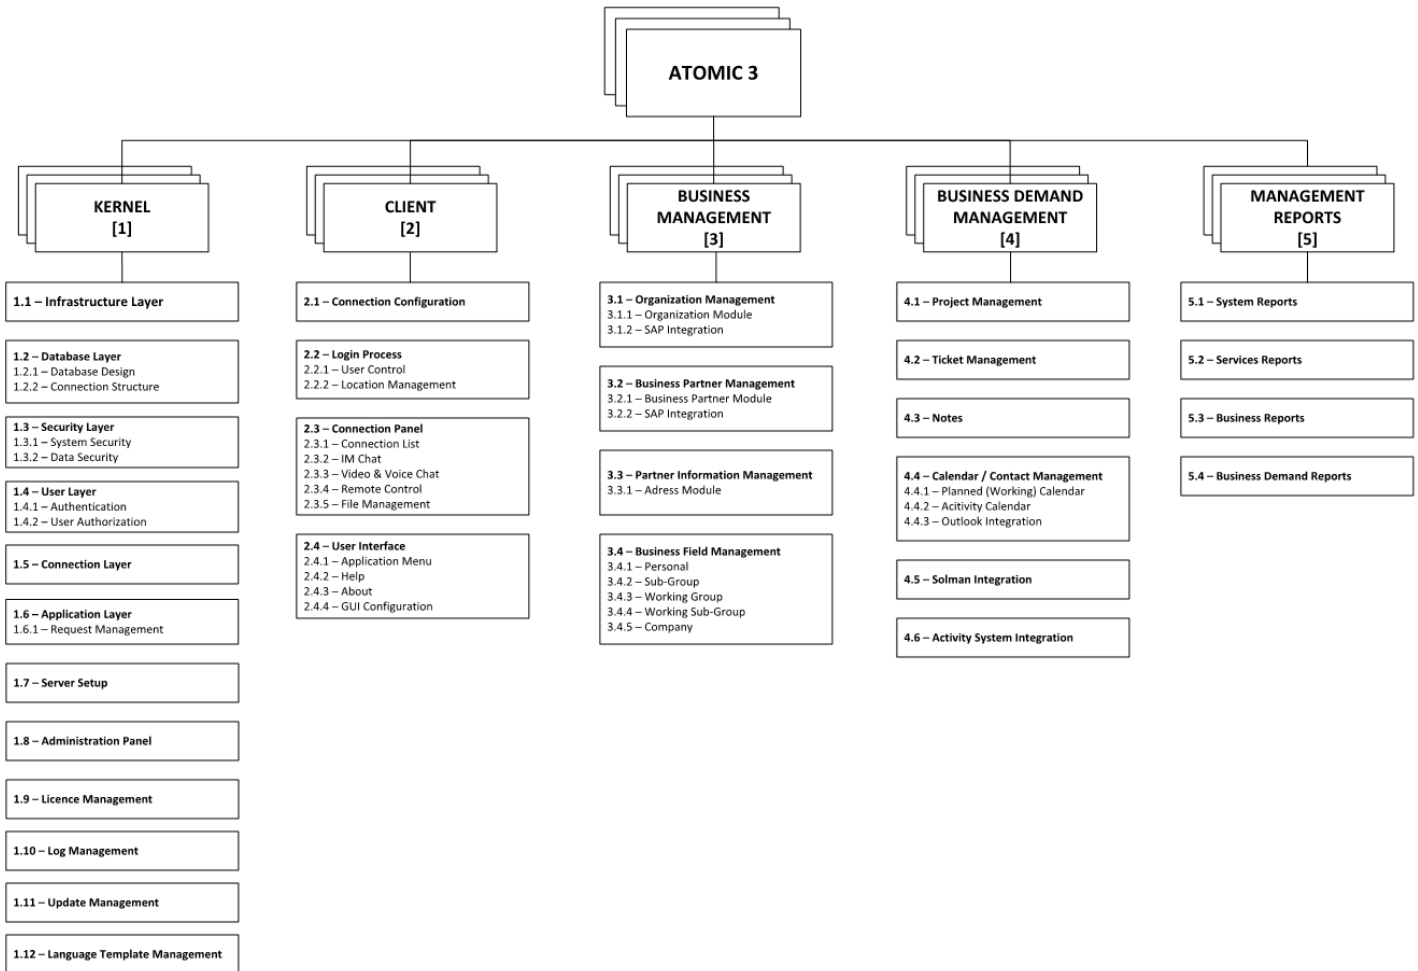 ATOMIC 3
KERNEL
[1]
CLIENT
[2]
BUSINESS
MANAGEMENT
[3]
BUSINESS DEMAND
MANAGEMENT
[4]
MANAGEMENT
REPORTS
[5]
1.1 – Infrastructure Layer
1.2 – Database Layer
1.2.1 – Database Design
1.2.2 – Connection Structure
1.3 – Security Layer
1.3.1 – System Security
1.3.2 – Data Security
1.4 – User Layer
1.4.1 – Authentication
1.4.2 – User Authorization
1.5 – Connection Layer
1.6 – Application Layer
1.6.1 – Request Management
1.7 – Server Setup
1.8 – Administration Panel
1.9 – Licence Management
1.10 – Log Management
1.11 – Update Management
1.12 – Language Template Management
2.1 – Connection Configuration
2.2 – Login Process
2.2.1 – User Control
2.2.2 – Location Management
2.3 – Connection Panel
2.3.1 – Connection List
2.3.2 – IM Chat
2.3.3 – Video & Voice Chat
2.3.4 – Remote Control
2.3.5 – File Management
2.4 – User Interface
2.4.1 – Application Menu
2.4.2 – Help
2.4.3 – About
2.4.4 – GUI Configuration
3.1 – Organization Management
3.1.1 – Organization Module
3.1.2 – SAP Integration
3.2 – Business Partner Management
3.2.1 – Business Partner Module
3.2.2 – SAP Integration
3.3 – Partner Information Management
3.3.1 – Adress Module
3.4 – Business Field Management
3.4.1 – Personal
3.4.2 – Sub-Group
3.4.3 – Working Group
3.4.4 – Working Sub-Group
3.4.5 – Company
4.1 – Project Management
4.2 – Ticket Management
4.3 – Notes
4.4 – Calendar / Contact Management
4.4.1 – Planned (Working) Calendar
4.4.2 – Acitivity Calendar
4.4.3 – Outlook Integration
4.5 – Solman Integration
4.6 – Activity System Integration
5.1 – System Reports
5.2 – Services Reports
5.3 – Business Reports
5.4 – Business Demand Reports